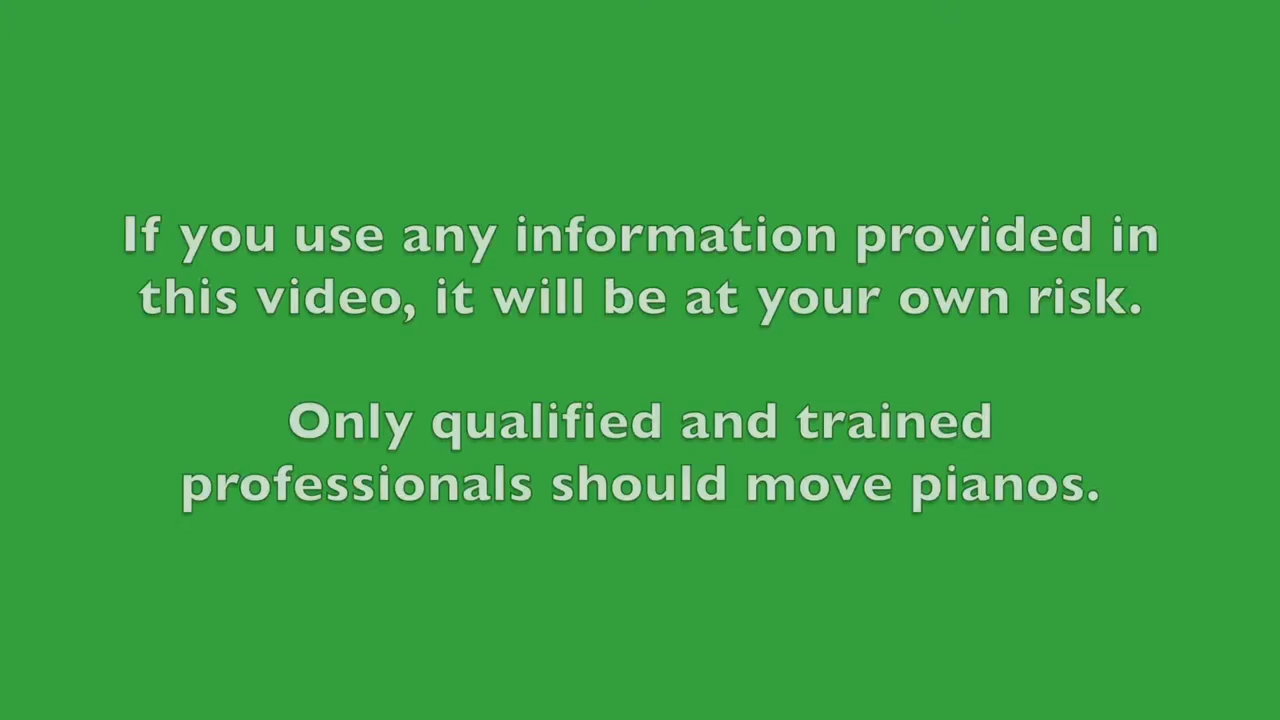 If you use any information provided in
this video, it will be at your own risk.
Only qualified and trained
professionals should move pianos.